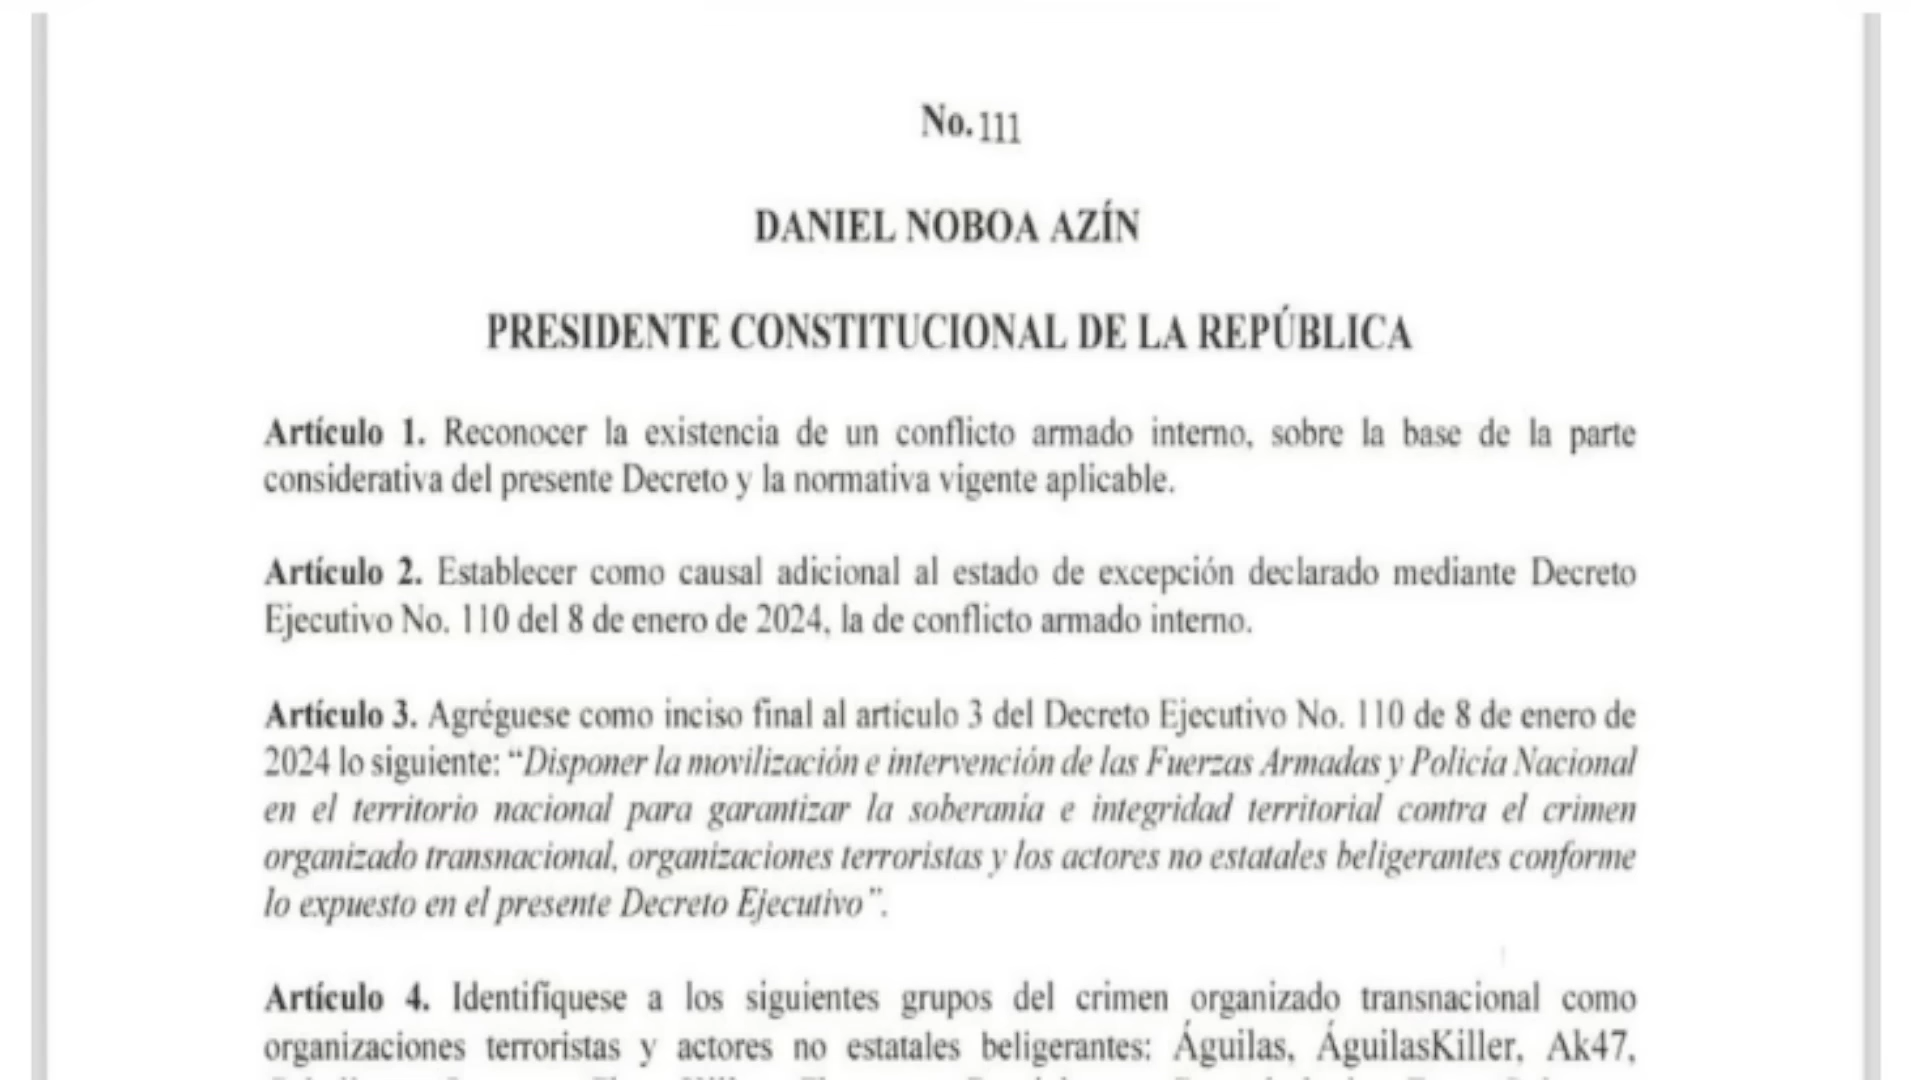 No. 111
DANIEL NOBOA AZÍN
PRESIDENTE CONSTITUCIONAL DE LA REPÚBLICA
Artículo 1. Reconocer la existencia de un conflicto armado interno, sobre la base de la parte
considerativa del presente Decreto y la normativa vigente aplicable.
Artículo 2. Establecer como causal adicional al estado de excepción declarado mediante Decreto
Ejecutivo No. 110 del 8 de enero de 2024, la de conflicto armado interno.
Artículo 3. Agréguese como inciso final al artículo 3 del Decreto Ejecutivo No. 110 de 8 de enero de
2024 lo siguiente: “Disponer la movilización e intervención de las Fuerzas Armadas y Policía Nacional
en el territorio nacional para garantizar la soberanía e integridad territorial contra el crimen
organizado transnacional, organizaciones terroristas y los actores no estatales beligerantes conforme
lo expuesto en el presente Decreto Ejecutivo”.
Artículo 4. Identifíquese a los siguientes grupos del crimen organizado transnacional como
organizaciones terroristas y actores no estatales beligerantes: Águilas, ÁguilasKiller, Ak47,